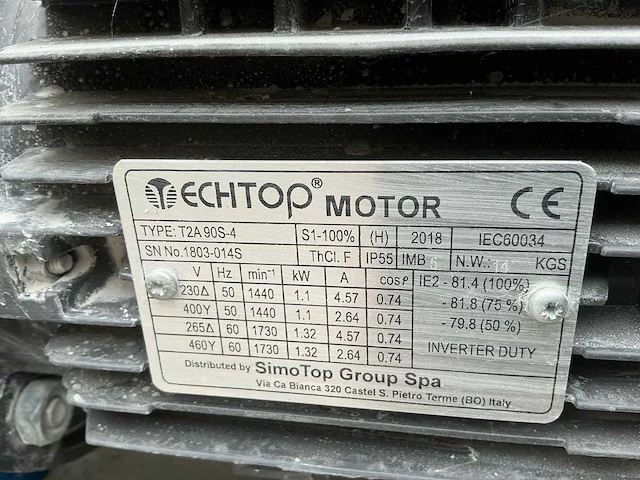 TECHTOP® MOTOR CE
TYPE: T2A 90S-4 S1-100% (H) 2018 IEC60034
SN No.1803-014S ThCl. F IP55 IMB N.W.: KGS
V Hz min⁻¹ kW A cosφ IE2 - 81.4 (100%)
230Δ 50 1440 1.1 4.57 0.74 - 81.8 (75 %)
400Y 50 1440 1.1 2.64 0.74 - 79.8 (50 %)
265Δ 60 1730 1.32 4.57 0.74
460Y 60 1730 1.32 2.64 0.74 INVERTER DUTY
Distributed by SimoTop Group Spa
Via Ca Bianca 320 Castel S. Pietro Terme (BO) Italy